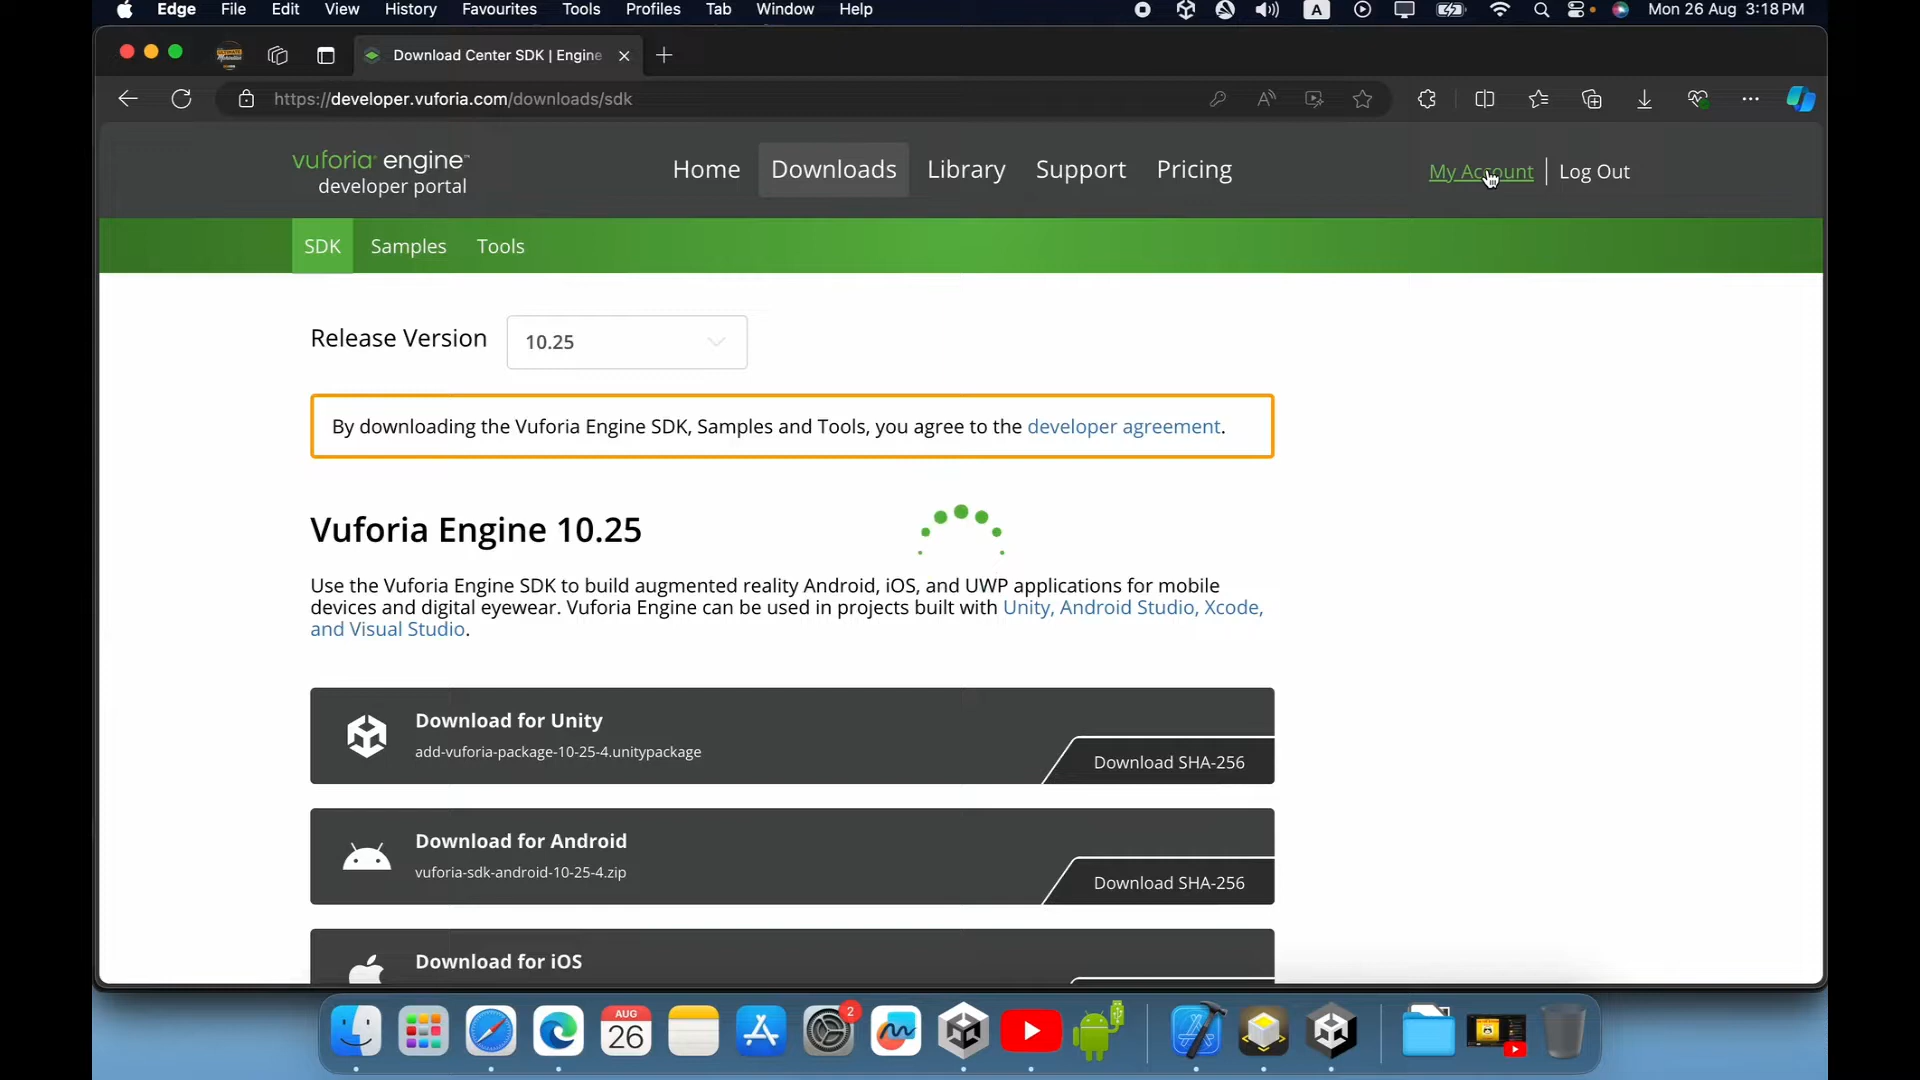 Edge File Edit View History Favourites Tools Profiles Tab Window Help A Mon 26 Aug 3:18 PM
Download Center SDK | Engine
https://developer.vuforia.com/downloads/sdk
vuforia engine™
developer portal
Home Downloads Library Support Pricing
My Account Log Out
SDK Samples Tools
Release Version 10.25
By downloading the Vuforia Engine SDK, Samples and Tools, you agree to the developer agreement.
Vuforia Engine 10.25
Use the Vuforia Engine SDK to build augmented reality Android, iOS, and UWP applications for mobile
devices and digital eyewear. Vuforia Engine can be used in projects built with Unity, Android Studio, Xcode,
and Visual Studio.
Download for Unity
add-vuforia-package-10-25-4.unitypackage
Download SHA-256
Download for Android
vuforia-sdk-android-10-25-4.zip
Download SHA-256
Download for iOS
AUG
26
2